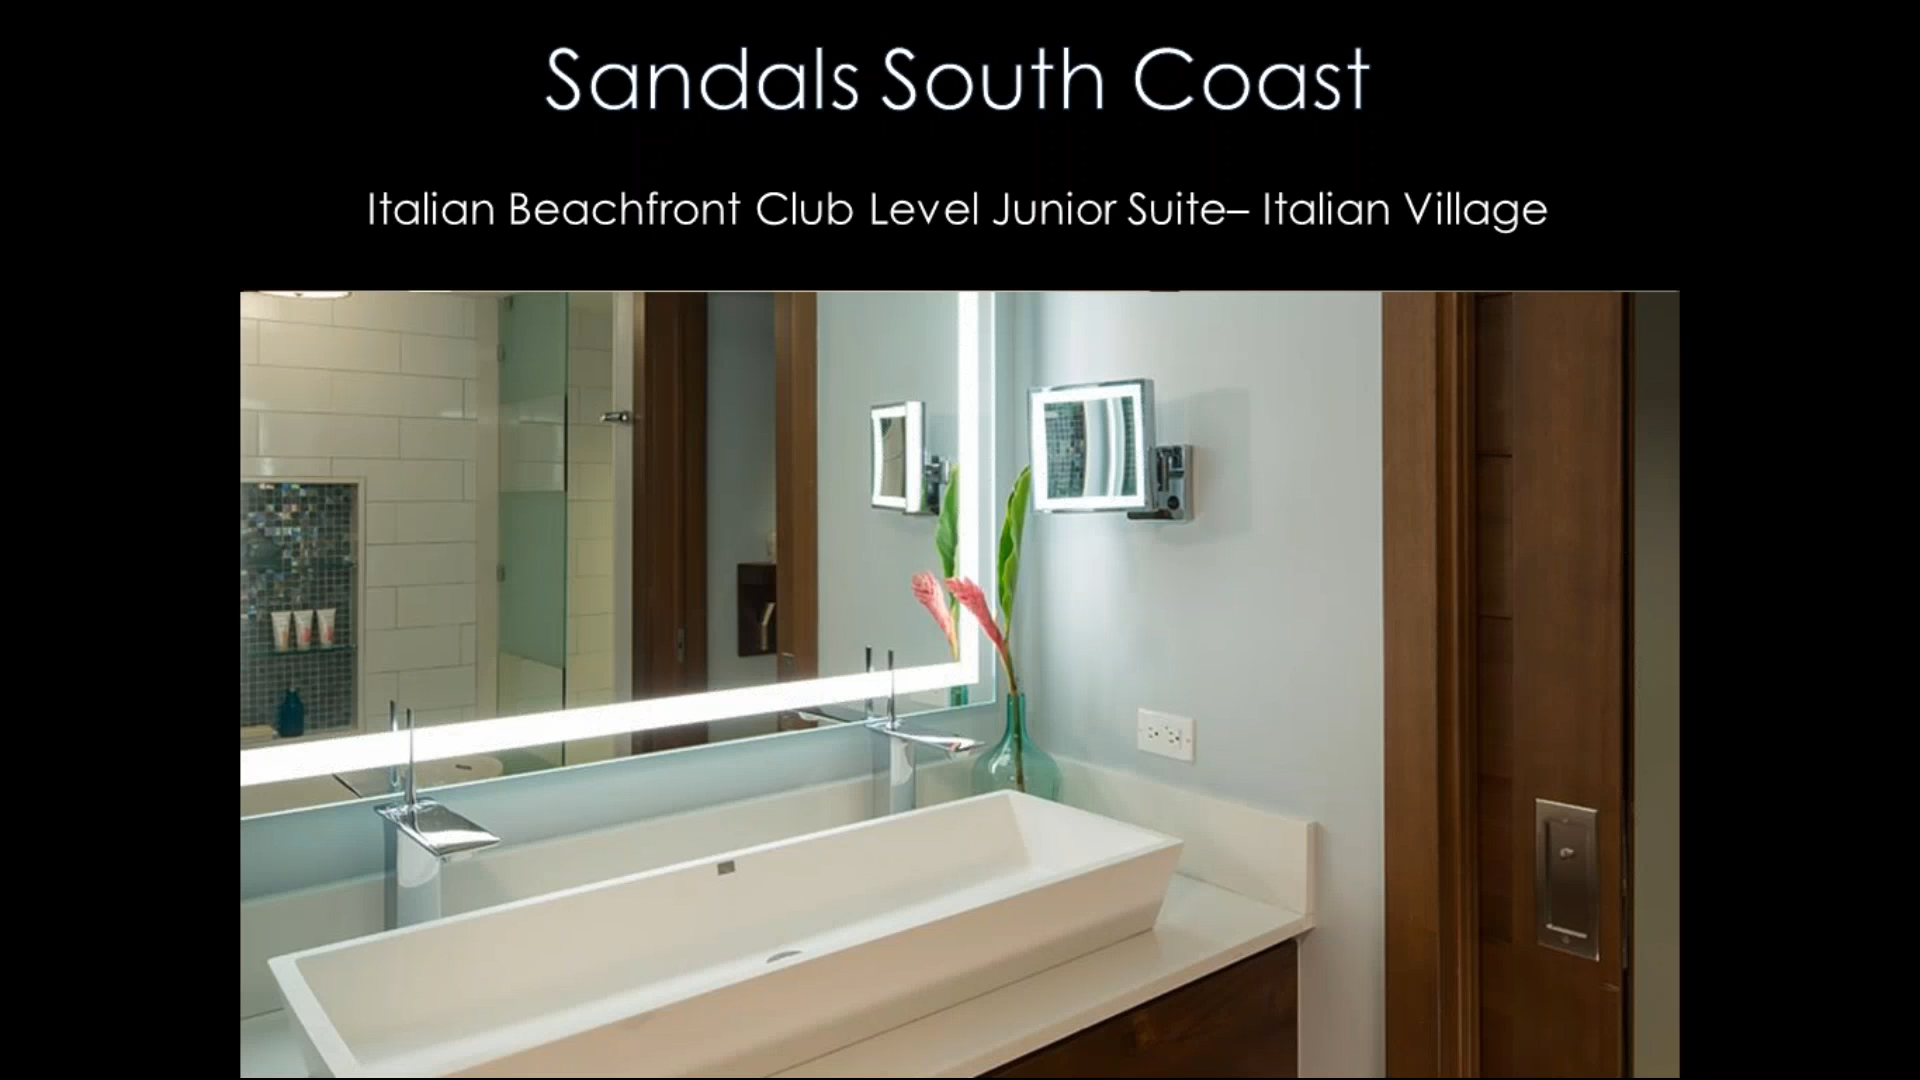 Sandals South Coast
Italian Beachfront Club Level Junior Suite– Italian Village